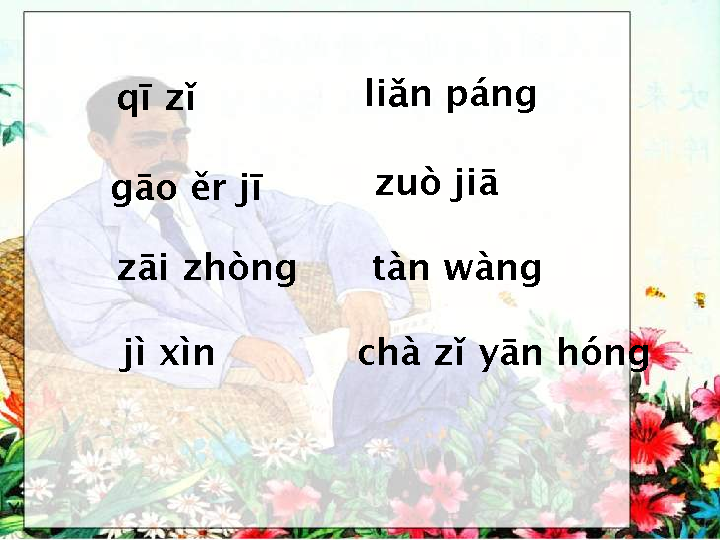 qī zǐ liǎn páng
gāo ěr jī zuò jiā
zāi zhòng tàn wàng
jì xìn chà zǐ yān hóng